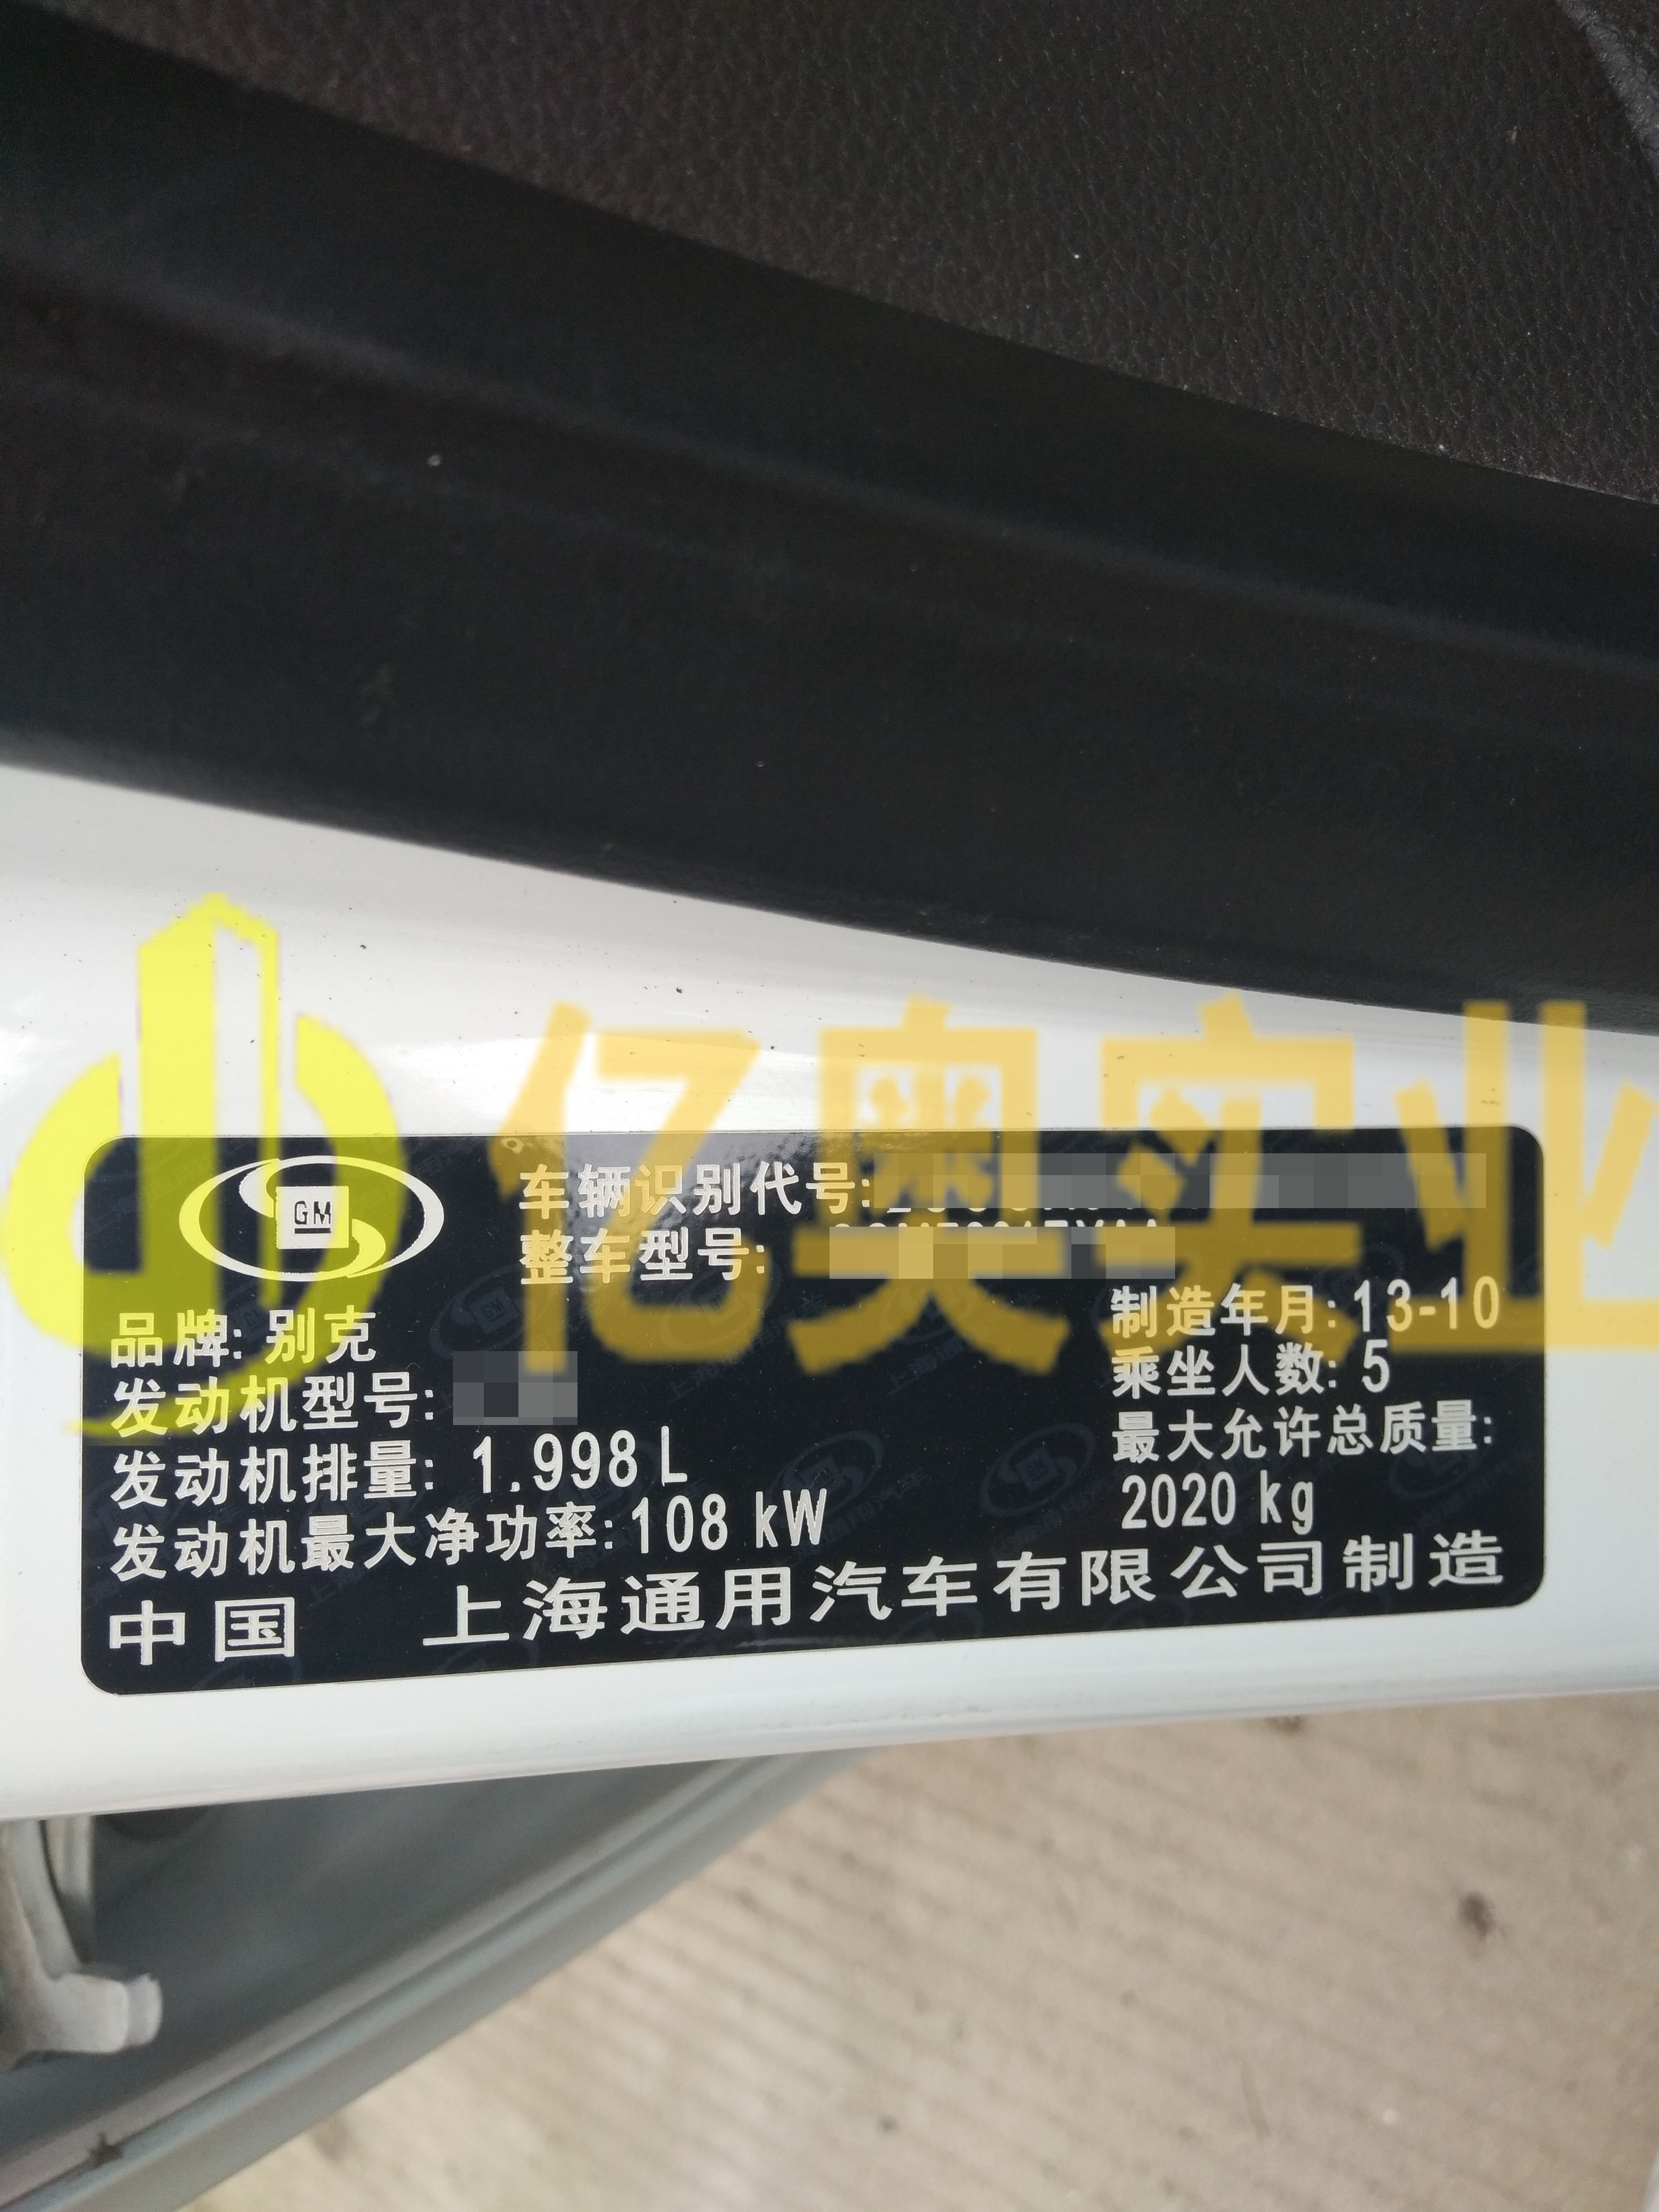 亿奥实业
GM
车辆识别代号:
整车型号:
品牌: 别克
制造年月: 13-10
发动机型号:
乘坐人数: 5
发动机排量: 1.998 L
最大允许总质量:
2020 kg
发动机最大净功率: 108 kW
中国 上海通用汽车有限公司制造